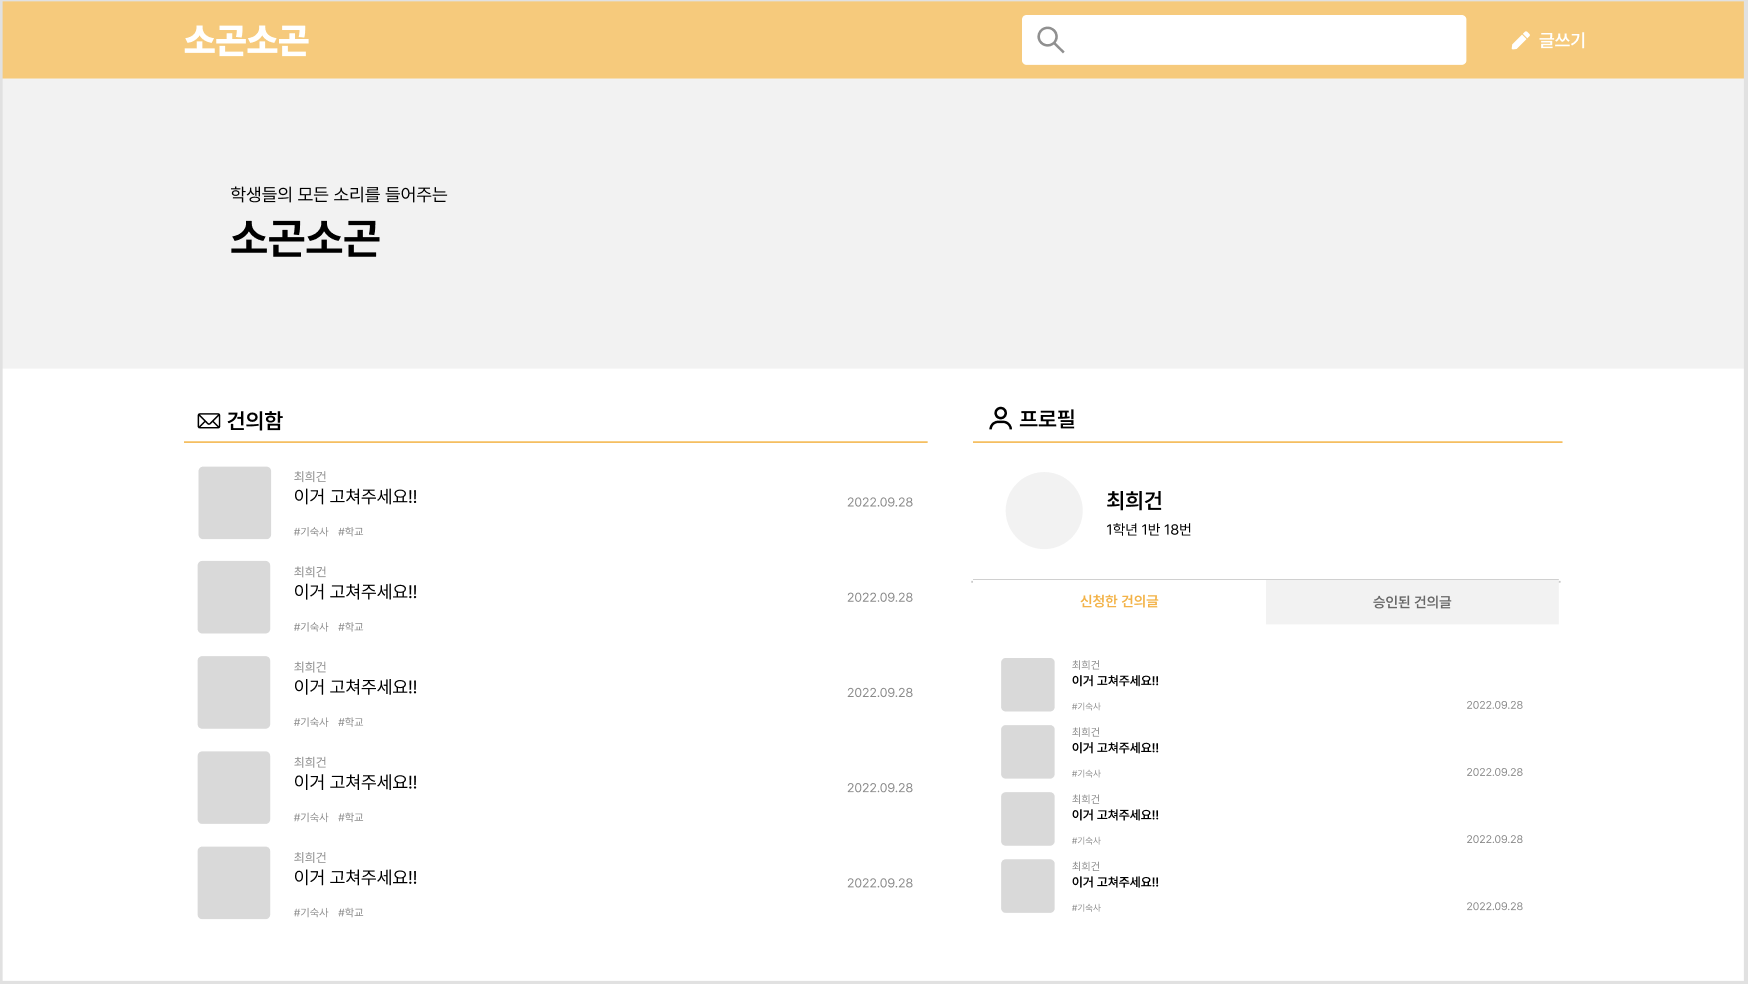 소곤소곤
글쓰기
학생들의 모든 소리를 들어주는
소곤소곤
건의함
최희건
이거 고쳐주세요!!
2022.09.28
#기숙사 #학교
최희건
이거 고쳐주세요!!
2022.09.28
#기숙사 #학교
최희건
이거 고쳐주세요!!
2022.09.28
#기숙사 #학교
최희건
이거 고쳐주세요!!
2022.09.28
#기숙사 #학교
최희건
이거 고쳐주세요!!
2022.09.28
#기숙사 #학교
프로필
최희건
1학년 1반 18번
신청한 건의글
승인된 건의글
최희건
이거 고쳐주세요!!
#기숙사
2022.09.28
최희건
이거 고쳐주세요!!
#기숙사
2022.09.28
최희건
이거 고쳐주세요!!
#기숙사
2022.09.28
최희건
이거 고쳐주세요!!
#기숙사
2022.09.28